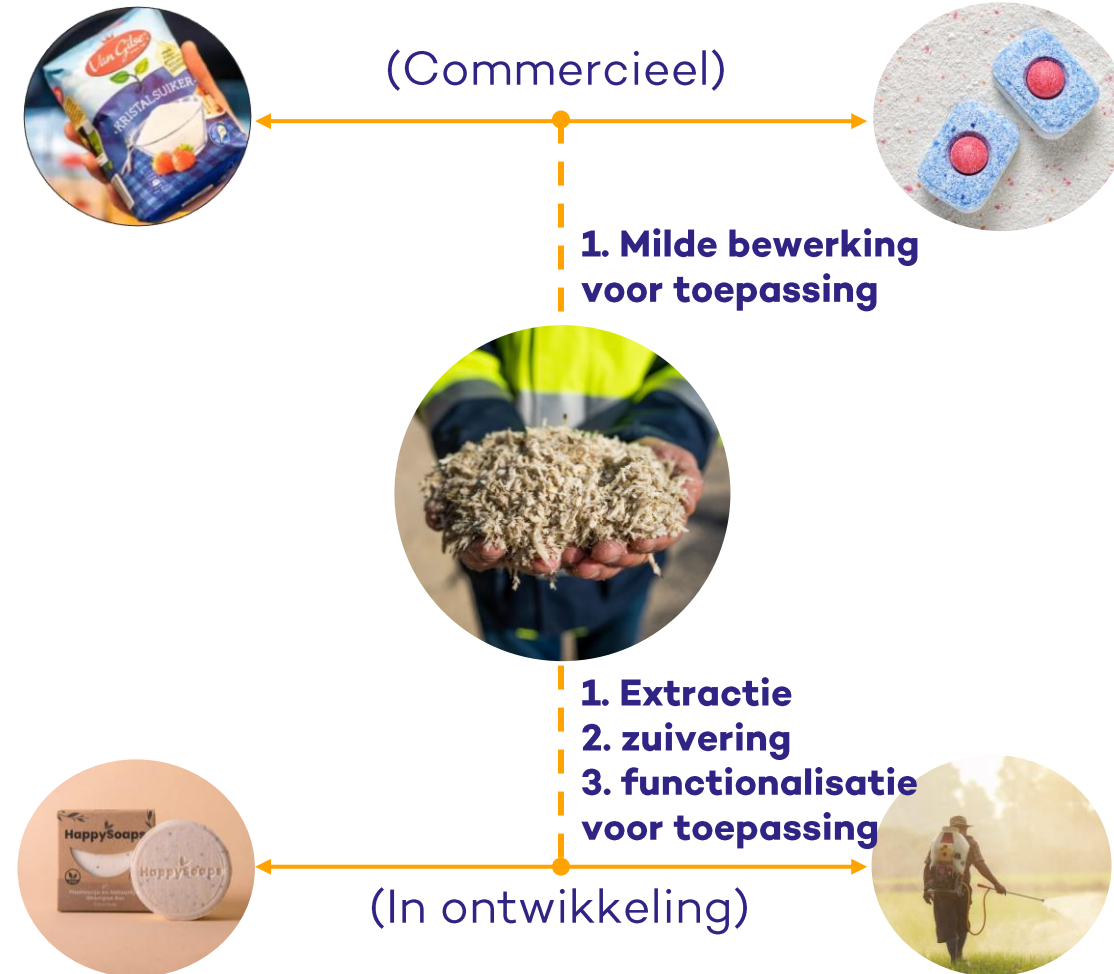 (Commercieel)
Van Gilse
KRISTALSUIKER
1. Milde bewerking
voor toepassing
1. Extractie
2. zuivering
3. functionalisatie
voor toepassing
HappySoaps
HappySoaps
(In ontwikkeling)